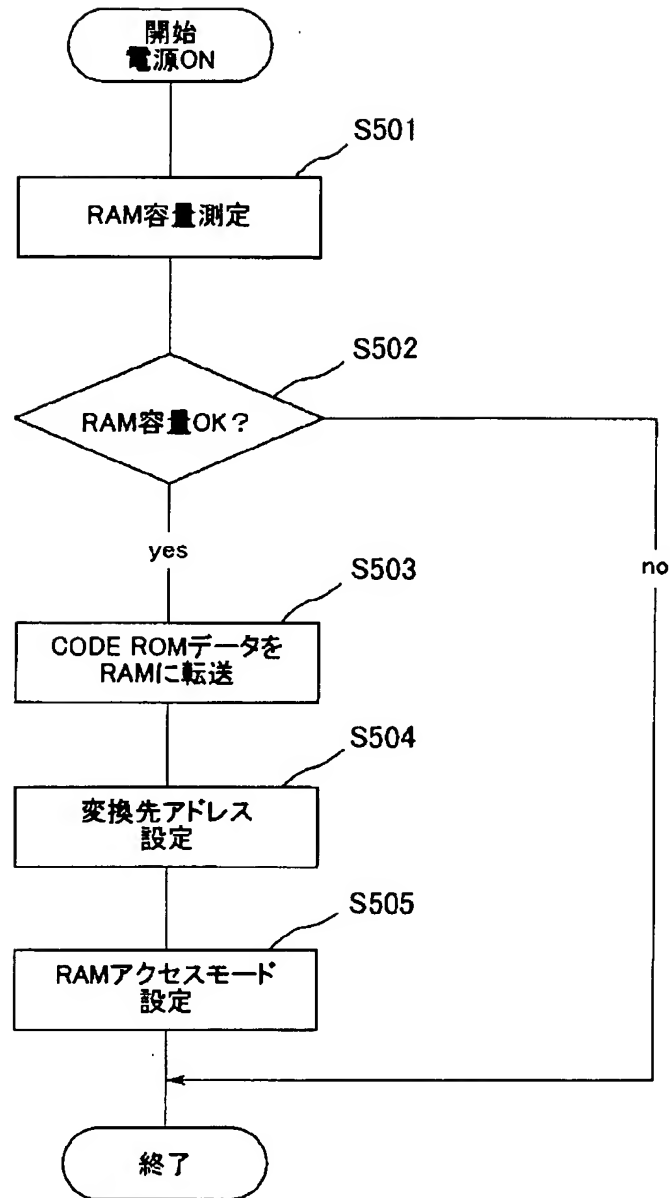 開始
電源ON
S501
RAM容量測定
S502
RAM容量OK?
yes
no
S503
CODE ROMデータを
RAMに転送
S504
変換先アドレス
設定
S505
RAMアクセスモード
設定
終了